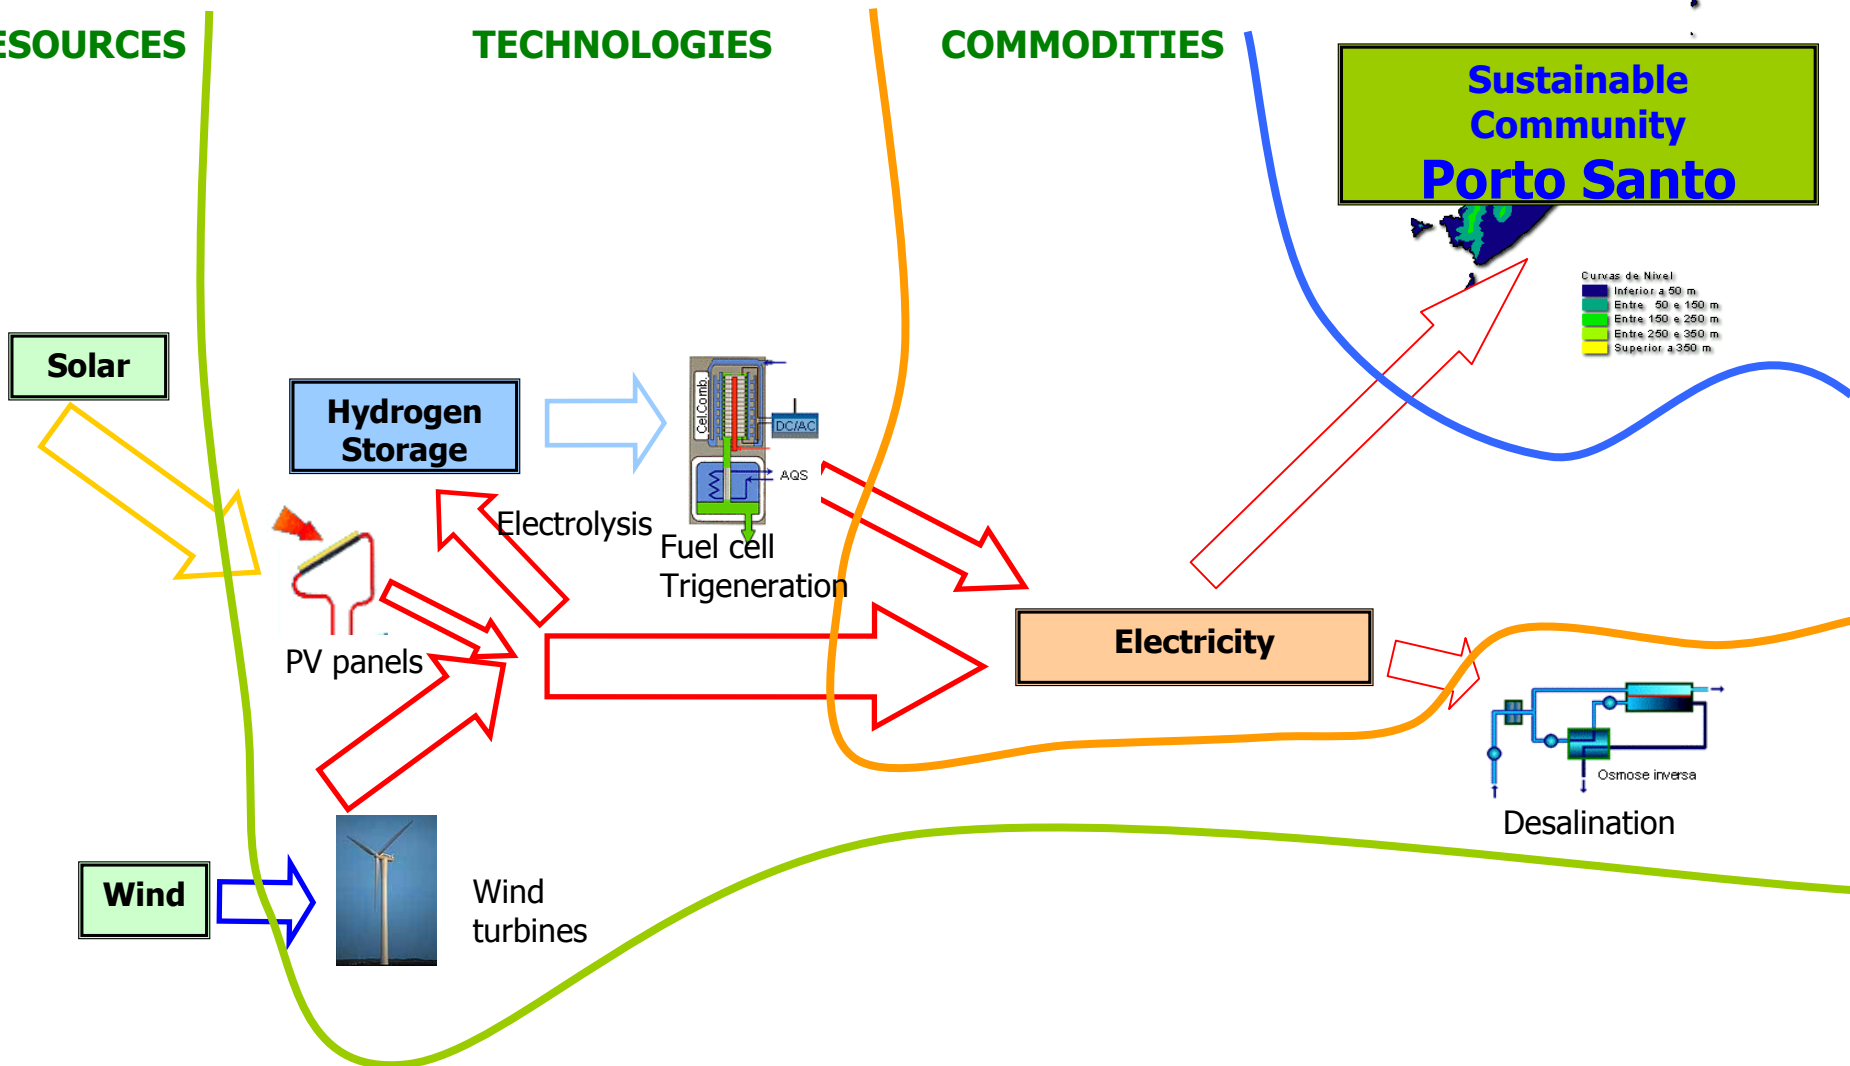 ESOURCES
TECHNOLOGIES
COMMODITIES
Sustainable
Community
Porto Santo
Curvas de Nível
Inferior a 50 m
Entre 50 e 150 m
Entre 150 e 250 m
Entre 250 e 350 m
Superior a 350 m
Solar
Hydrogen
Storage
Cel.Comb.
DC/AC
AQS
Electrolysis
Fuel cell
Trigeneration
PV panels
Electricity
Osmose inversa
Desalination
Wind
Wind
turbines